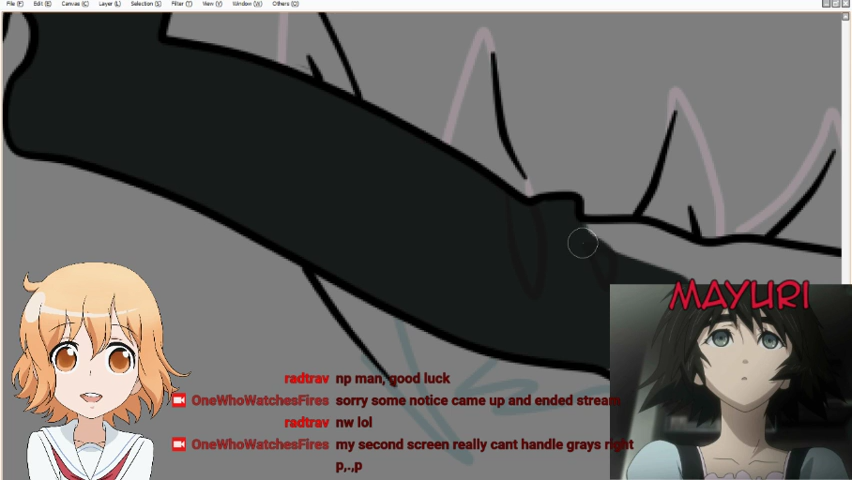 File (F) Edit (E) Canvas (C) Layer (L) Selection (S) Filter (T) View (V) Window (W) Others (O)
MAYURI
radtrav np man, good luck
OneWhoWatchesFires sorry some notice came up and ended stream
radtrav nw lol
OneWhoWatchesFires my second screen really cant handle grays right
p,.,p